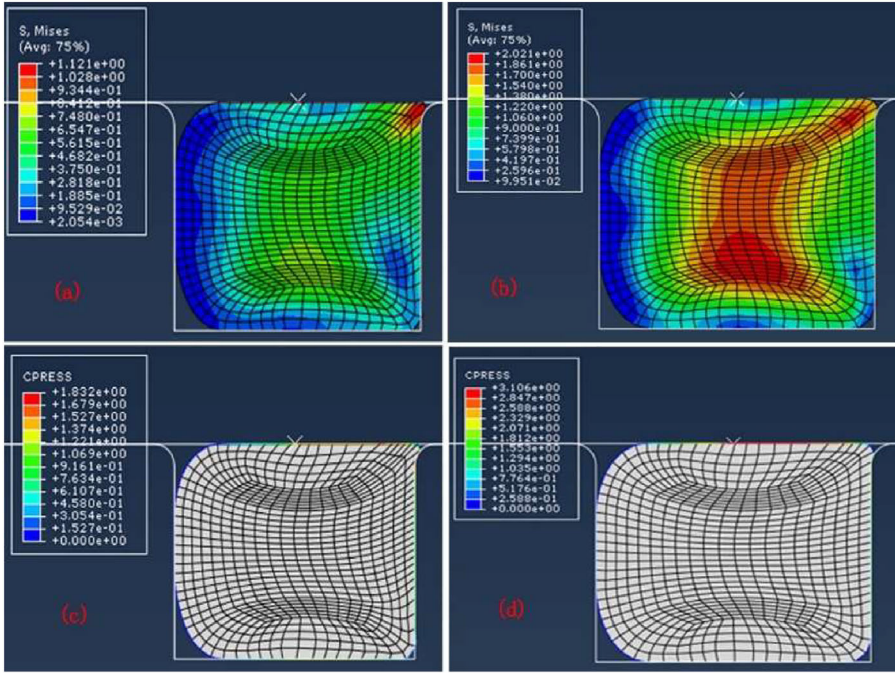 S, Mises
(Avg: 75%)
+1.121e+00
+1.028e+00
+9.344e-01
+8.412e-01
+7.480e-01
+6.547e-01
+5.615e-01
+4.682e-01
+3.750e-01
+2.818e-01
+1.885e-01
+9.529e-02
+2.054e-03
(a)
S, Mises
(Avg: 75%)
+2.021e+00
+1.861e+00
+1.700e+00
+1.540e+00
+1.380e+00
+1.220e+00
+1.060e+00
+9.000e-01
+7.399e-01
+5.798e-01
+4.197e-01
+2.596e-01
+9.951e-02
(b)
CPRESS
+1.832e+00
+1.679e+00
+1.527e+00
+1.374e+00
+1.221e+00
+1.069e+00
+9.161e-01
+7.634e-01
+6.107e-01
+4.580e-01
+3.054e-01
+1.527e-01
+0.000e+00
(c)
CPRESS
+3.106e+00
+2.847e+00
+2.588e+00
+2.329e+00
+2.071e+00
+1.812e+00
+1.553e+00
+1.294e+00
+1.035e+00
+7.764e-01
+5.176e-01
+2.588e-01
+0.000e+00
(d)